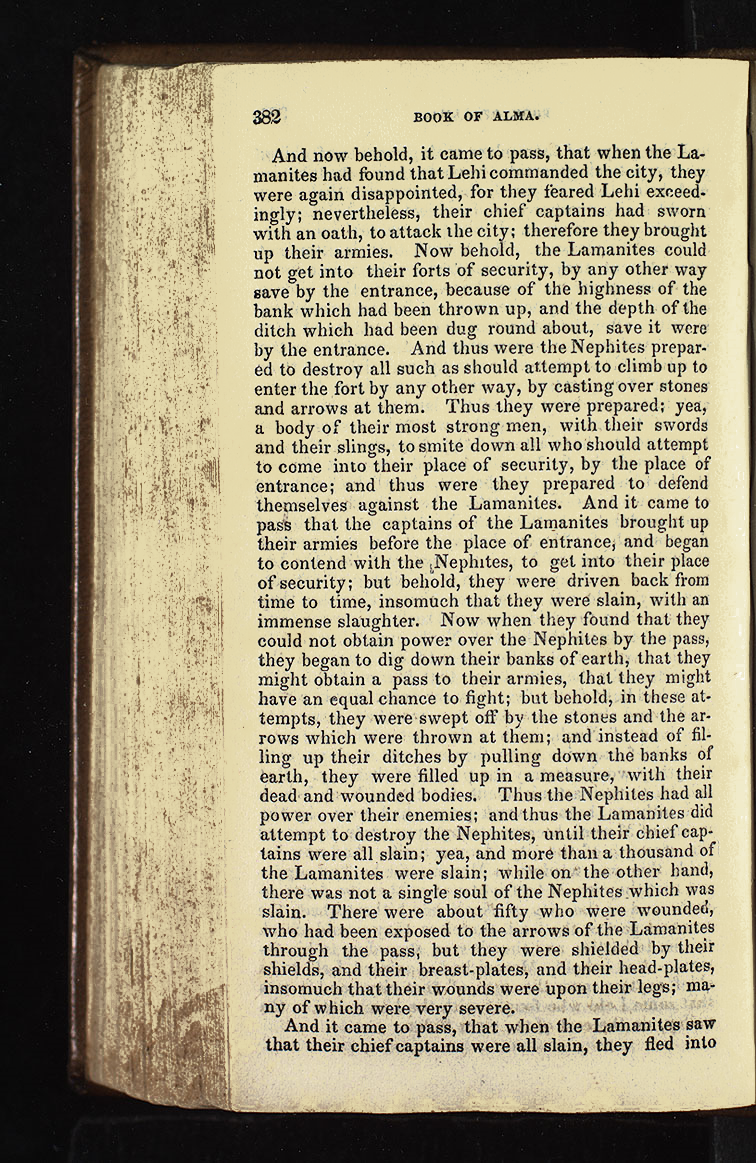 382 BOOK OF ALMA.
And now behold, it came to pass, that when the La-
manites had found that Lehi commanded the city, they
were again disappointed, for they feared Lehi exceed-
ingly; nevertheless, their chief captains had sworn
with an oath, to attack the city; therefore they brought
up their armies. Now behold, the Lamanites could
not get into their forts of security, by any other way
save by the entrance, because of the highness of the
bank which had been thrown up, and the depth of the
ditch which had been dug round about, save it were
by the entrance. And thus were the Nephites prepar-
ed to destroy all such as should attempt to climb up to
enter the fort by any other way, by casting over stones
and arrows at them. Thus they were prepared; yea,
a body of their most strong men, with their swords
and their slings, to smite down all who should attempt
to come into their place of security, by the place of
entrance; and thus were they prepared to defend
themselves against the Lamanites. And it came to
pass that the captains of the Lamanites brought up
their armies before the place of entrance, and began
to contend with the Nephites, to get into their place
of security; but behold, they were driven back from
time to time, insomuch that they were slain, with an
immense slaughter. Now when they found that they
could not obtain power over the Nephites by the pass,
they began to dig down their banks of earth, that they
might obtain a pass to their armies, that they might
have an equal chance to fight; but behold, in these at-
tempts, they were swept off by the stones and the ar-
rows which were thrown at them; and instead of fil-
ling up their ditches by pulling down the banks of
earth, they were filled up in a measure, with their
dead and wounded bodies. Thus the Nephites had all
power over their enemies; and thus the Lamanites did
attempt to destroy the Nephites, until their chief cap-
tains were all slain; yea, and more than a thousand of
the Lamanites were slain; while on the other hand,
there was not a single soul of the Nephites which was
slain. There were about fifty who were wounded,
who had been exposed to the arrows of the Lamanites
through the pass, but they were shielded by their
shields, and their breast-plates, and their head-plates,
insomuch that their wounds were upon their legs; ma-
ny of which were very severe.
And it came to pass, that when the Lamanites saw
that their chief captains were all slain, they fled into